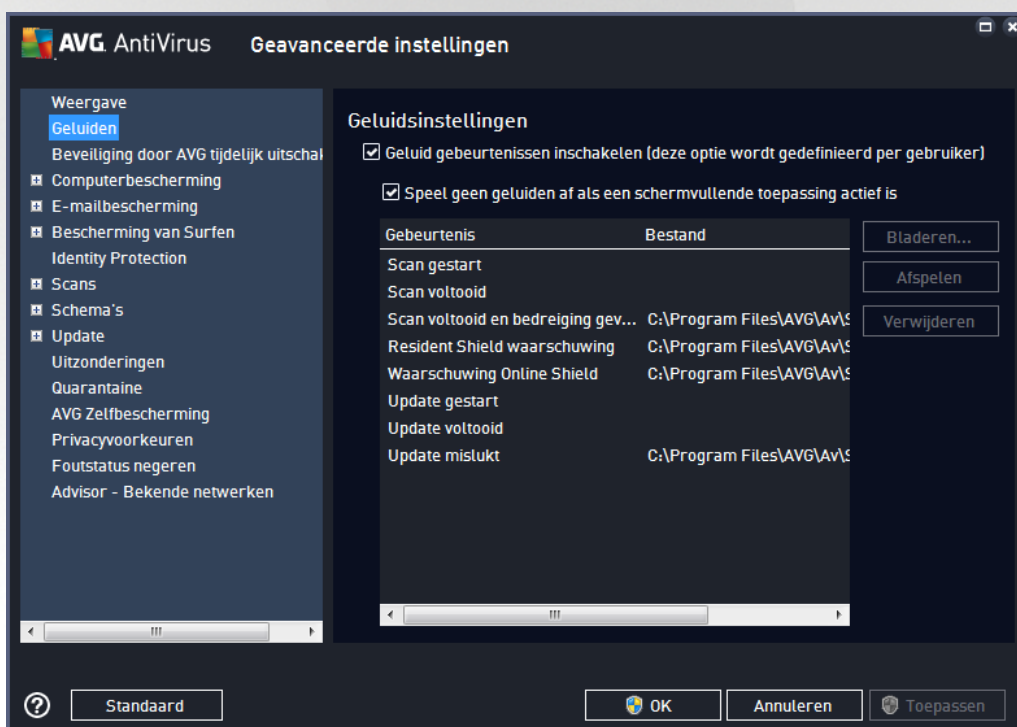 AVG. AntiVirus Geavanceerde instellingen
Weergave
Geluiden
Beveiliging door AVG tijdelijk uitschal
Computerbescherming
E-mailbescherming
Bescherming van Surfen
Identity Protection
Scans
Schema's
Update
Uitzonderingen
Quarantaine
AVG Zelfbescherming
Privacyvoorkeuren
Foutstatus negeren
Advisor - Bekende netwerken
Geluidsinstellingen
Geluid gebeurtenissen inschakelen (deze optie wordt gedefinieerd per gebruiker)
Speel geen geluiden af als een schermvullende toepassing actief is
Gebeurtenis Bestand
Scan gestart
Scan voltooid
Scan voltooid en bedreiging gev... C:\Program Files\AVG\Av\S
Resident Shield waarschuwing C:\Program Files\AVG\Av\S
Waarschuwing Online Shield C:\Program Files\AVG\Av\S
Update gestart
Update voltooid
Update mislukt C:\Program Files\AVG\Av\S
Bladeren...
Afspelen
Verwijderen
Standaard
OK
Annuleren
Toepassen